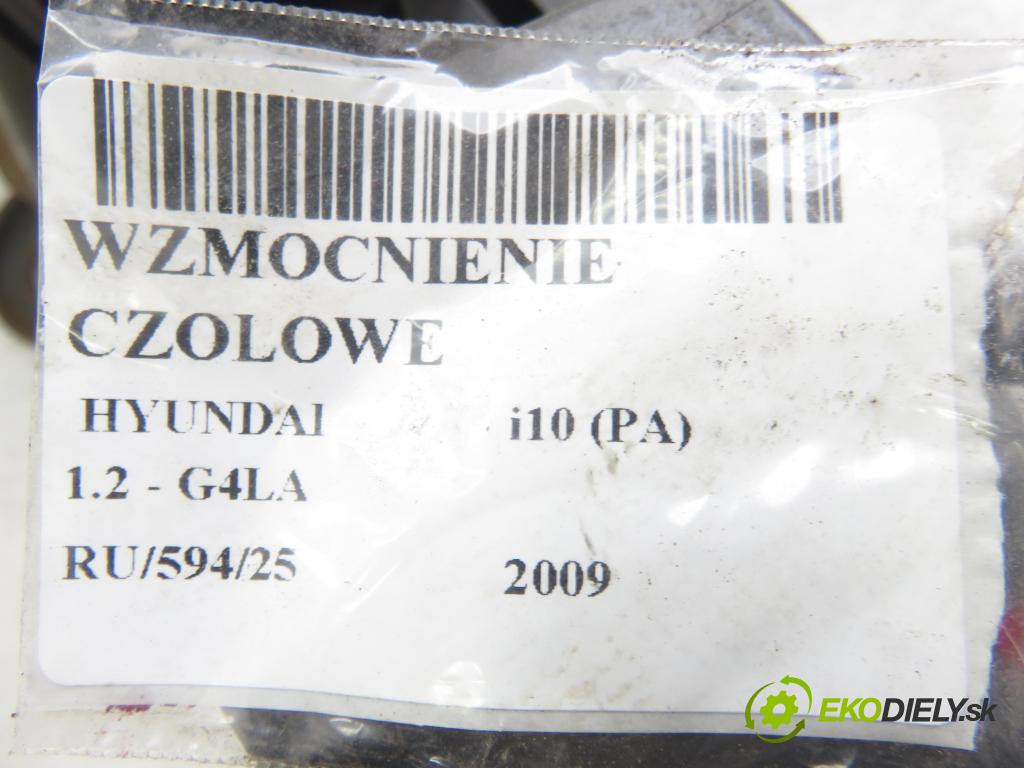 WZMOCNIENIE
CZOLOWE
HYUNDAI i10 (PA)
1.2 - G4LA
RU/594/25 2009
EKODIELY.sk